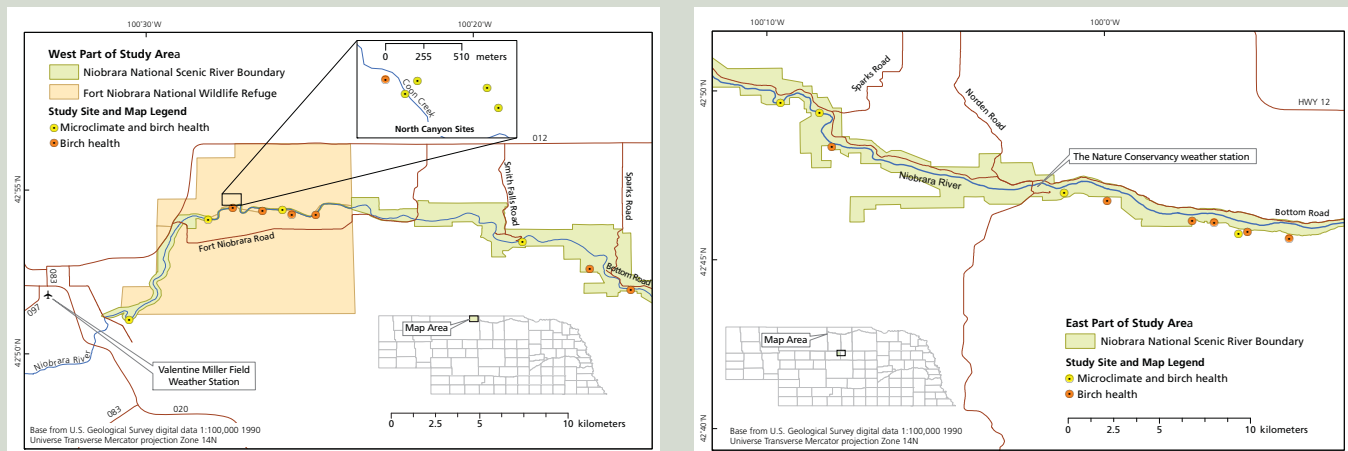 100°30'W
100°20'W
West Part of Study Area
Niobrara National Scenic River Boundary
Fort Niobrara National Wildlife Refuge
Study Site and Map Legend
Microclimate and birch health
Birch health
0 255 510 meters
Coon Creek
North Canyon Sites
012
42°55'N
Smith Falls Road
Sparks Road
Fort Niobrara Road
Bottom Road
083
097
Map Area
42°50'N
Niobrara River
Valentine Miller Field
Weather Station
083
020
0 2.5 5 10 kilometers
Base from U.S. Geological Survey digital data 1:100,000 1990
Universe Transverse Mercator projection Zone 14N
100°10'W
100°0'W
Sparks Road
42°50'N
Norden Road
HWY 12
The Nature Conservancy weather station
Niobrara River
Bottom Road
42°45'N
East Part of Study Area
Map Area
Niobrara National Scenic River Boundary
Study Site and Map Legend
Microclimate and birch health
Birch health
0 2.5 5 10 kilometers
42°40'N
Base from U.S. Geological Survey digital data 1:100,000 1990
Universe Transverse Mercator projection Zone 14N